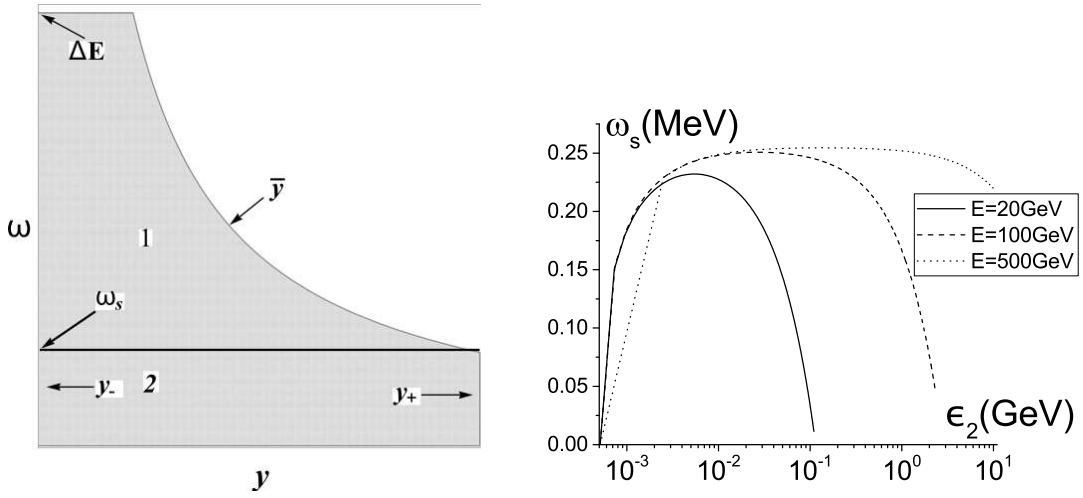 ΔE
ȳ
ω
1
ωₛ
y₋
2
y₊
y
ωₛ(MeV)
0.25
0.20
0.15
0.10
0.05
0.00
E=20GeV
E=100GeV
E=500GeV
ϵ₂(GeV)
10⁻³
10⁻²
10⁻¹
10⁰
10¹